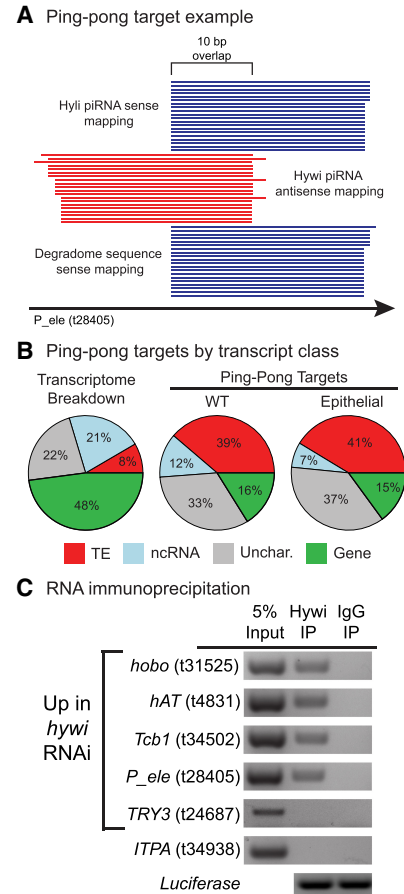 A Ping-pong target example
10 bp
overlap
Hyli piRNA sense
mapping
Hywi piRNA
antisense mapping
Degradome sequence
sense mapping
P_ele (t28405)
B Ping-pong targets by transcript class
Transcriptome
Breakdown
Ping-Pong Targets
WT
Epithelial
21%
8%
22%
48%
39%
12%
16%
33%
41%
7%
15%
37%
TE
ncRNA
Unchar.
Gene
C RNA immunoprecipitation
5%
Input
Hywi
IP
IgG
IP
Up in
hywi
RNAi
hobo (t31525)
hAT (t4831)
Tcb1 (t34502)
P_ele (t28405)
TRY3 (t24687)
ITPA (t34938)
Luciferase